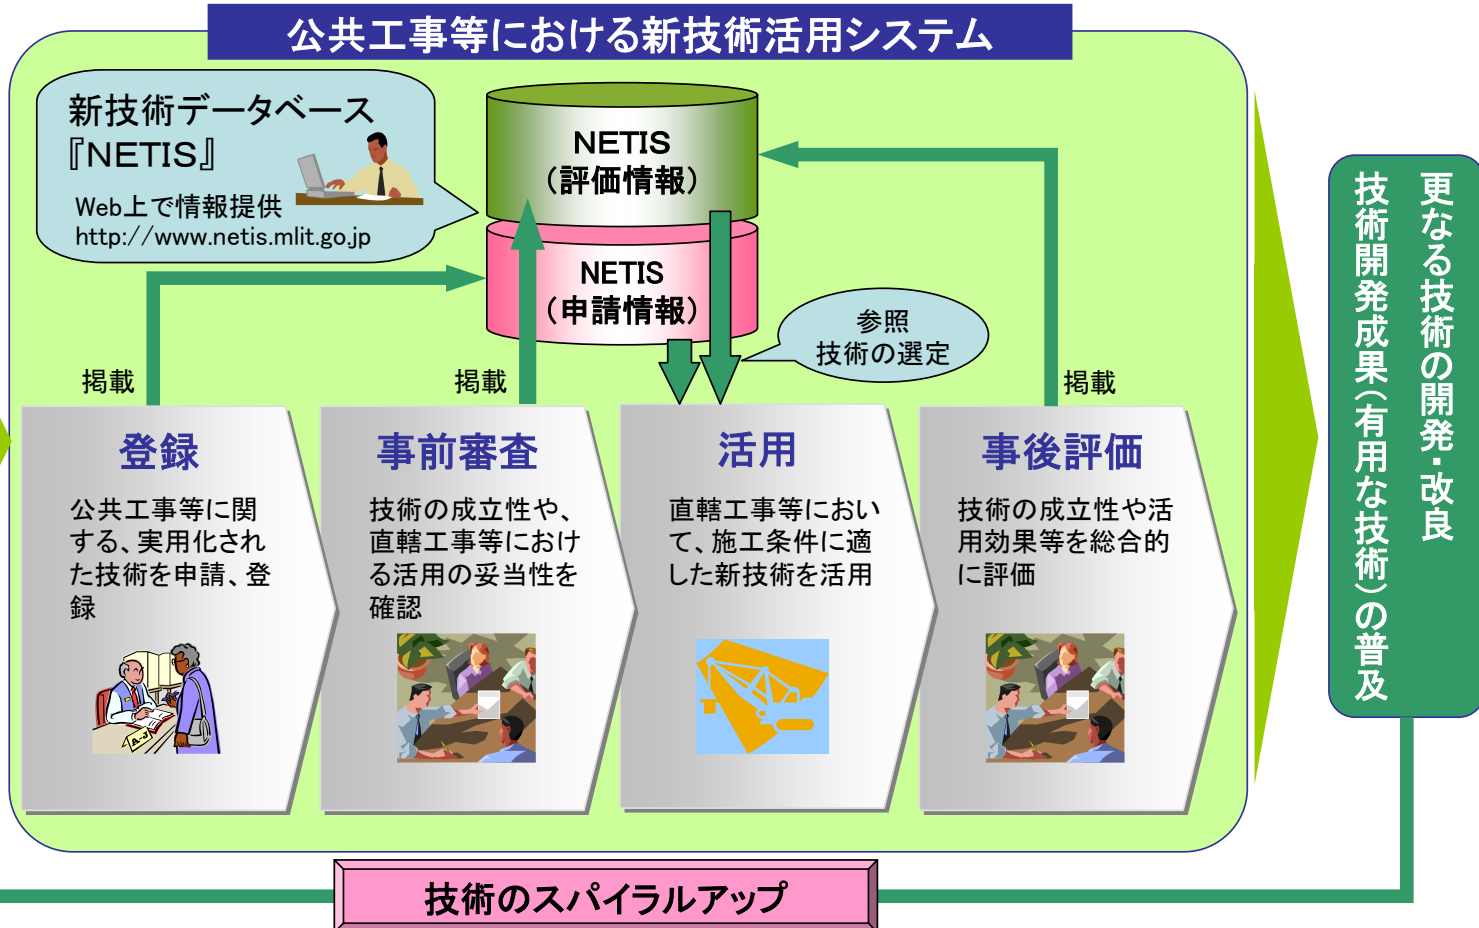 公共工事等における新技術活用システム
新技術データベース
『NETIS』
Web上で情報提供
http://www.netis.mlit.go.jp
NETIS
（評価情報）
NETIS
（申請情報）
参照
技術の選定
掲載
掲載
掲載
登録
公共工事等に関
する、実用化され
た技術を申請、登
録
A-J
事前審査
技術の成立性や、
直轄工事等におけ
る活用の妥当性を
確認
活用
直轄工事等におい
て、施工条件に適
した新技術を活用
事後評価
技術の成立性や活
用効果等を総合的
に評価
更なる技術の開発・改良
技術開発成果（有用な技術）の普及
技術のスパイラルアップ